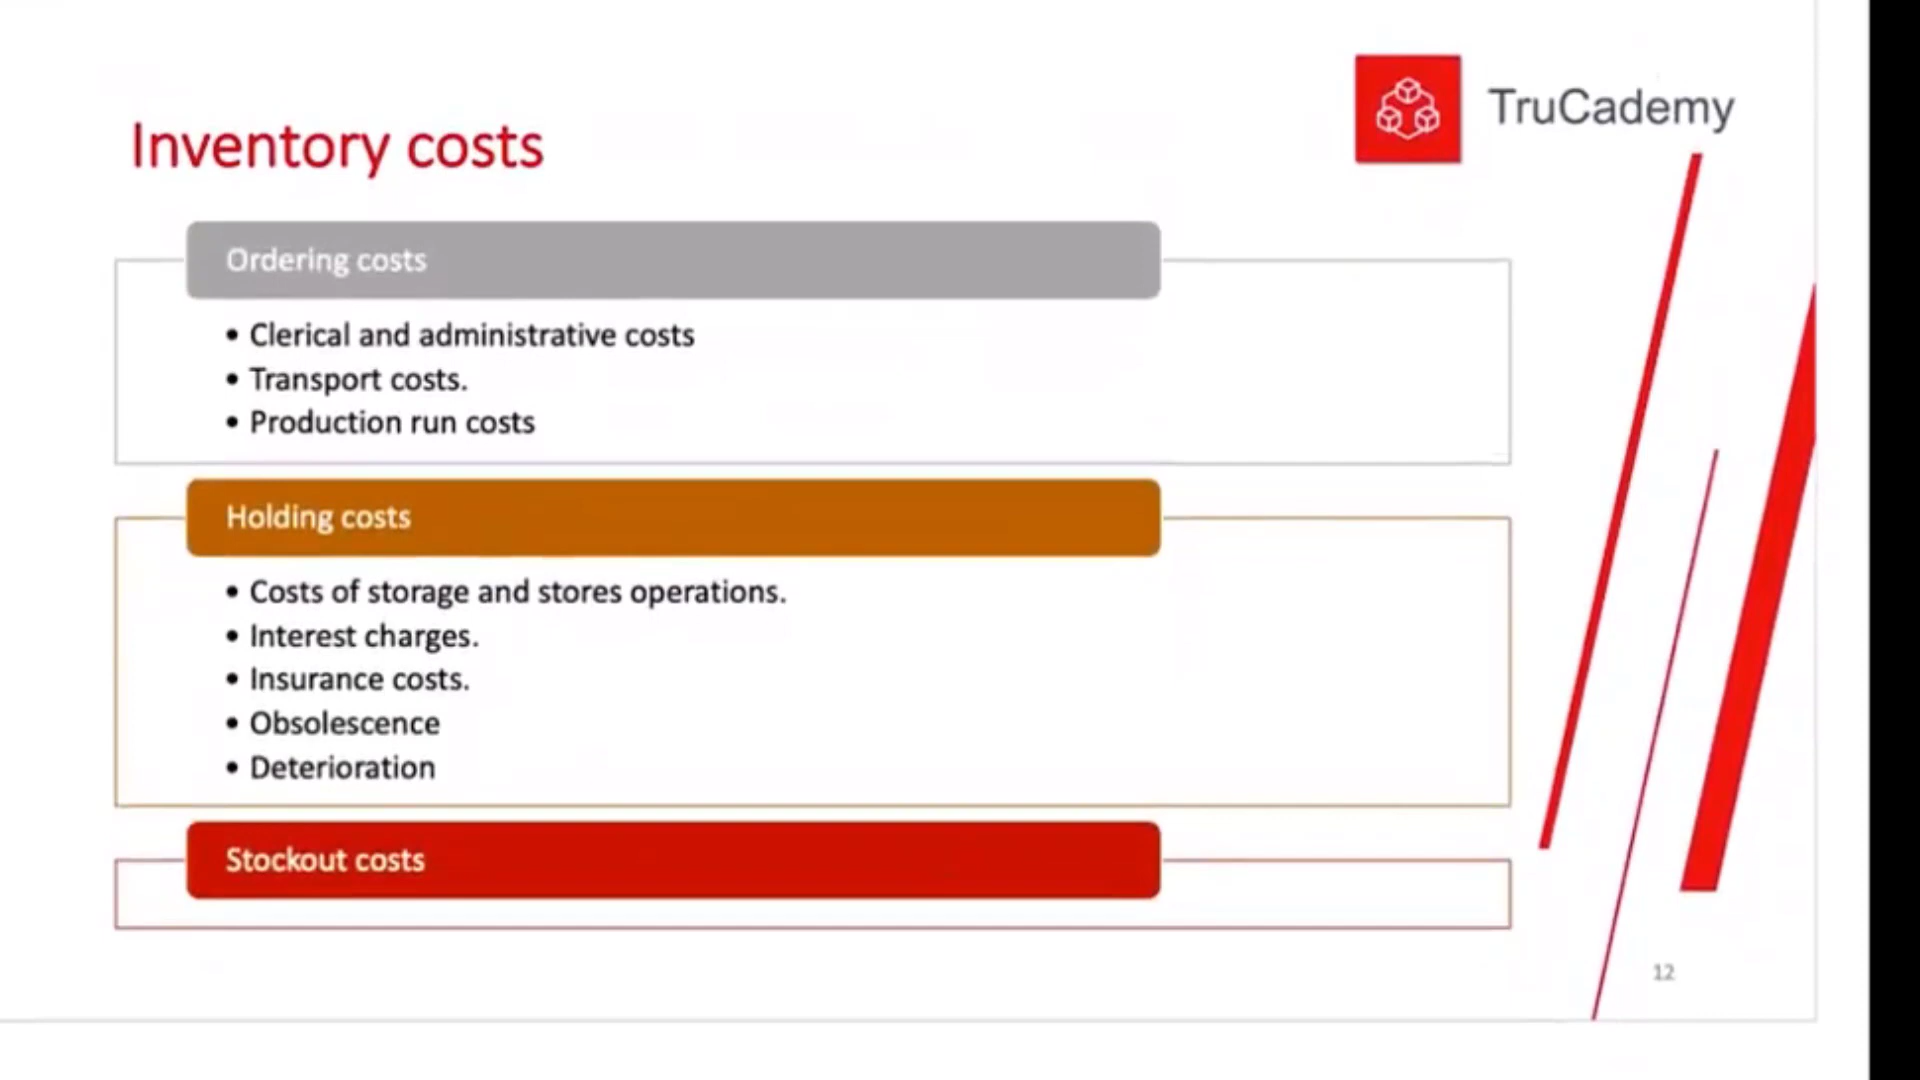 TruCademy
Inventory costs
Ordering costs
• Clerical and administrative costs
• Transport costs.
• Production run costs
Holding costs
• Costs of storage and stores operations.
• Interest charges.
• Insurance costs.
• Obsolescence
• Deterioration
Stockout costs
12